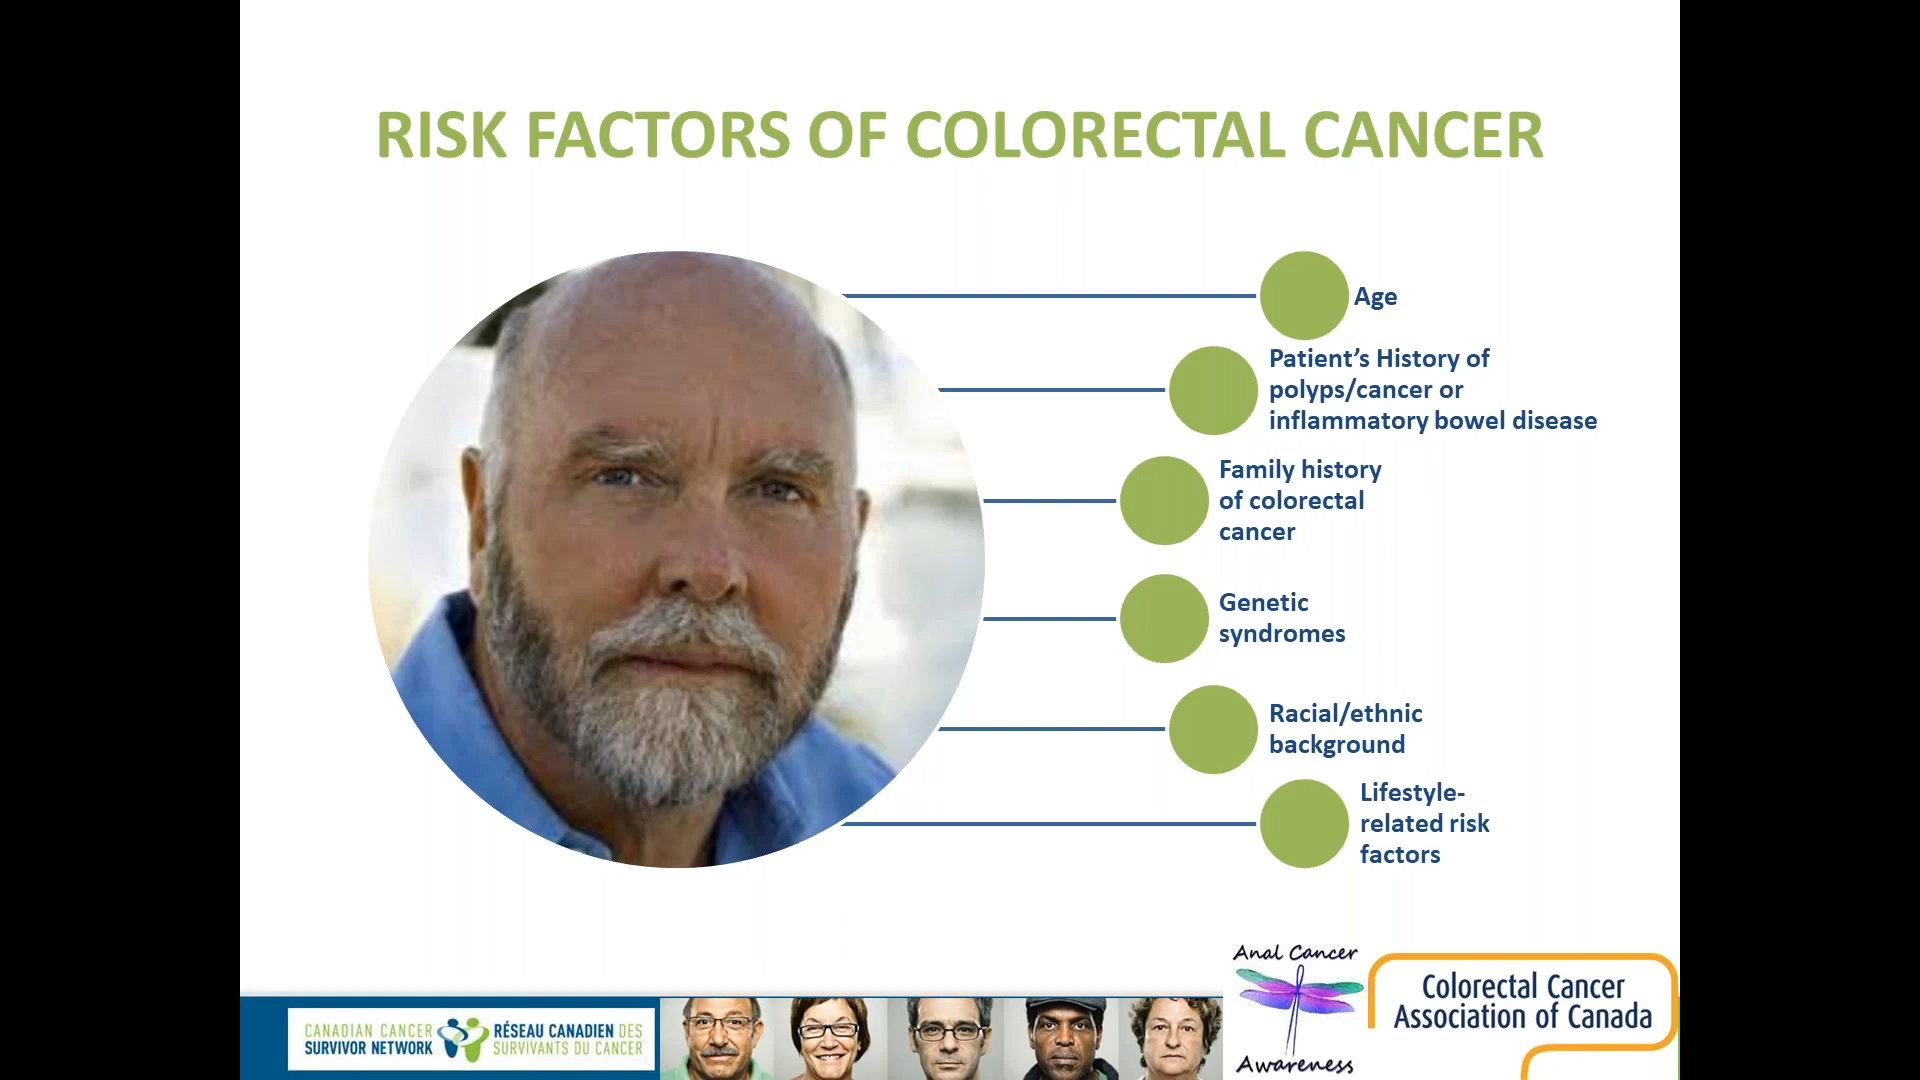 RISK FACTORS OF COLORECTAL CANCER
Age
Patient’s History of
polyps/cancer or
inflammatory bowel disease
Family history
of colorectal
cancer
Genetic
syndromes
Racial/ethnic
background
Lifestyle-
related risk
factors
CANADIAN CANCER
SURVIVOR NETWORK
RÉSEAU CANADIEN DES
SURVIVANTS DU CANCER
Anal Cancer
Awareness
Colorectal Cancer
Association of Canada